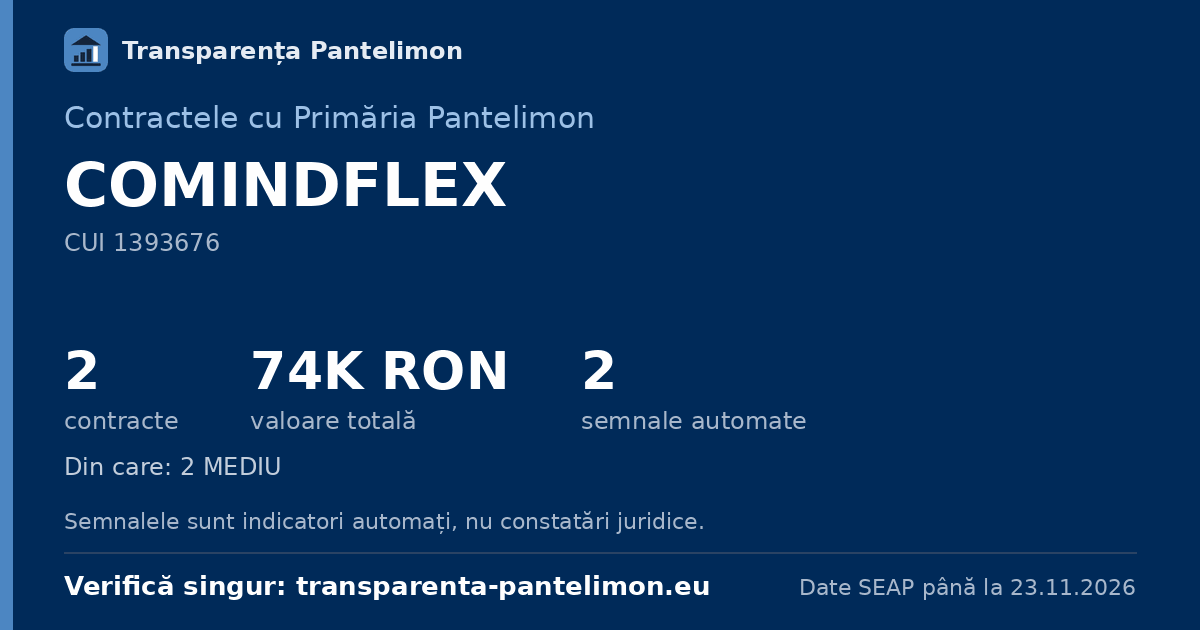 Transparența Pantelimon
Contractele cu Primăria Pantelimon
COMINDFLEX
CUI 1393676
2 74K RON 2
contracte valoare totală semnale automate
Din care: 2 MEDIU
Semnalele sunt indicatori automați, nu constatări juridice.
Verifică singur: transparenta-pantelimon.eu Date SEAP până la 23.11.2026